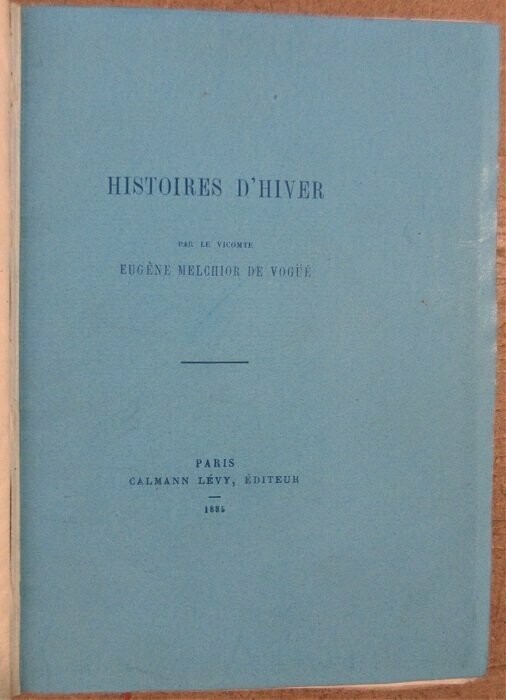 HISTOIRES D'HIVER
PAR LE VICOMTE
EUGÈNE MELCHIOR DE VOGÜÉ
PARIS
CALMANN LÉVY, ÉDITEUR
1885